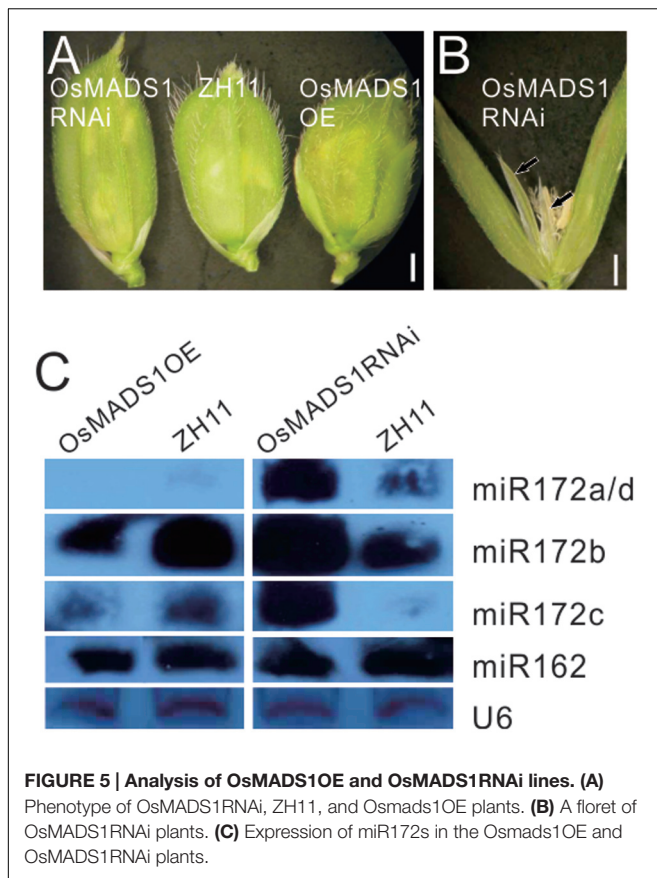 A
OsMADS1
RNAi
ZH11
OsMADS1
OE
B
OsMADS1
RNAi
C
OsMADS1OE
ZH11
OsMADS1RNAi
ZH11
miR172a/d
miR172b
miR172c
miR162
U6
FIGURE 5 | Analysis of OsMADS1OE and OsMADS1RNAi lines. (A)
Phenotype of OsMADS1RNAi, ZH11, and Osmads1OE plants. (B) A floret of
OsMADS1RNAi plants. (C) Expression of miR172s in the Osmads1OE and
OsMADS1RNAi plants.